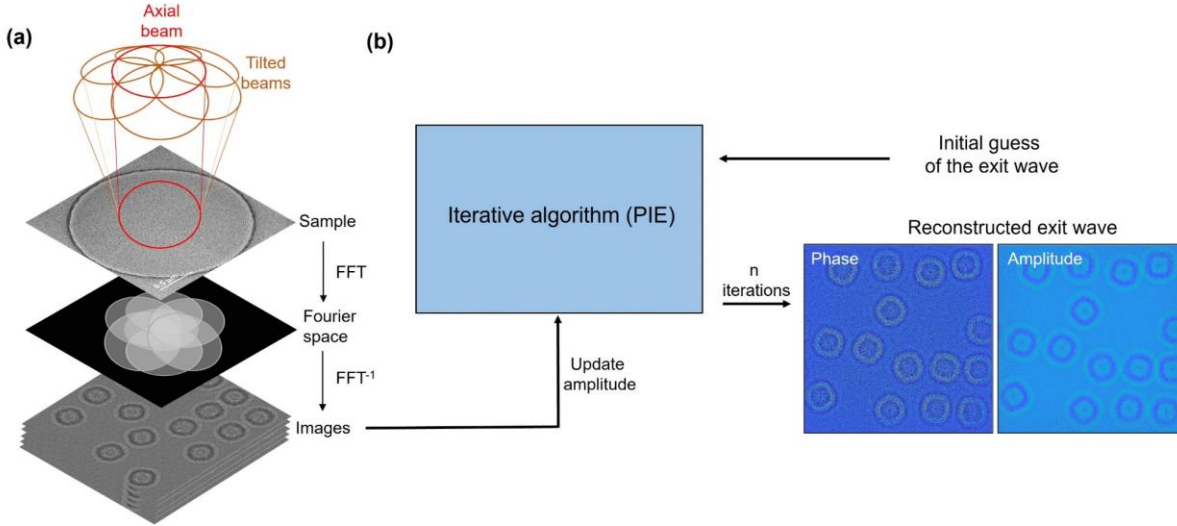 (a)
Axial
beam
Tilted
beams
Sample
FFT
Fourier
space
FFT-1
Images
(b)
Iterative algorithm (PIE)
Initial guess
of the exit wave
Update
amplitude
n
iterations
Reconstructed exit wave
Phase
Amplitude